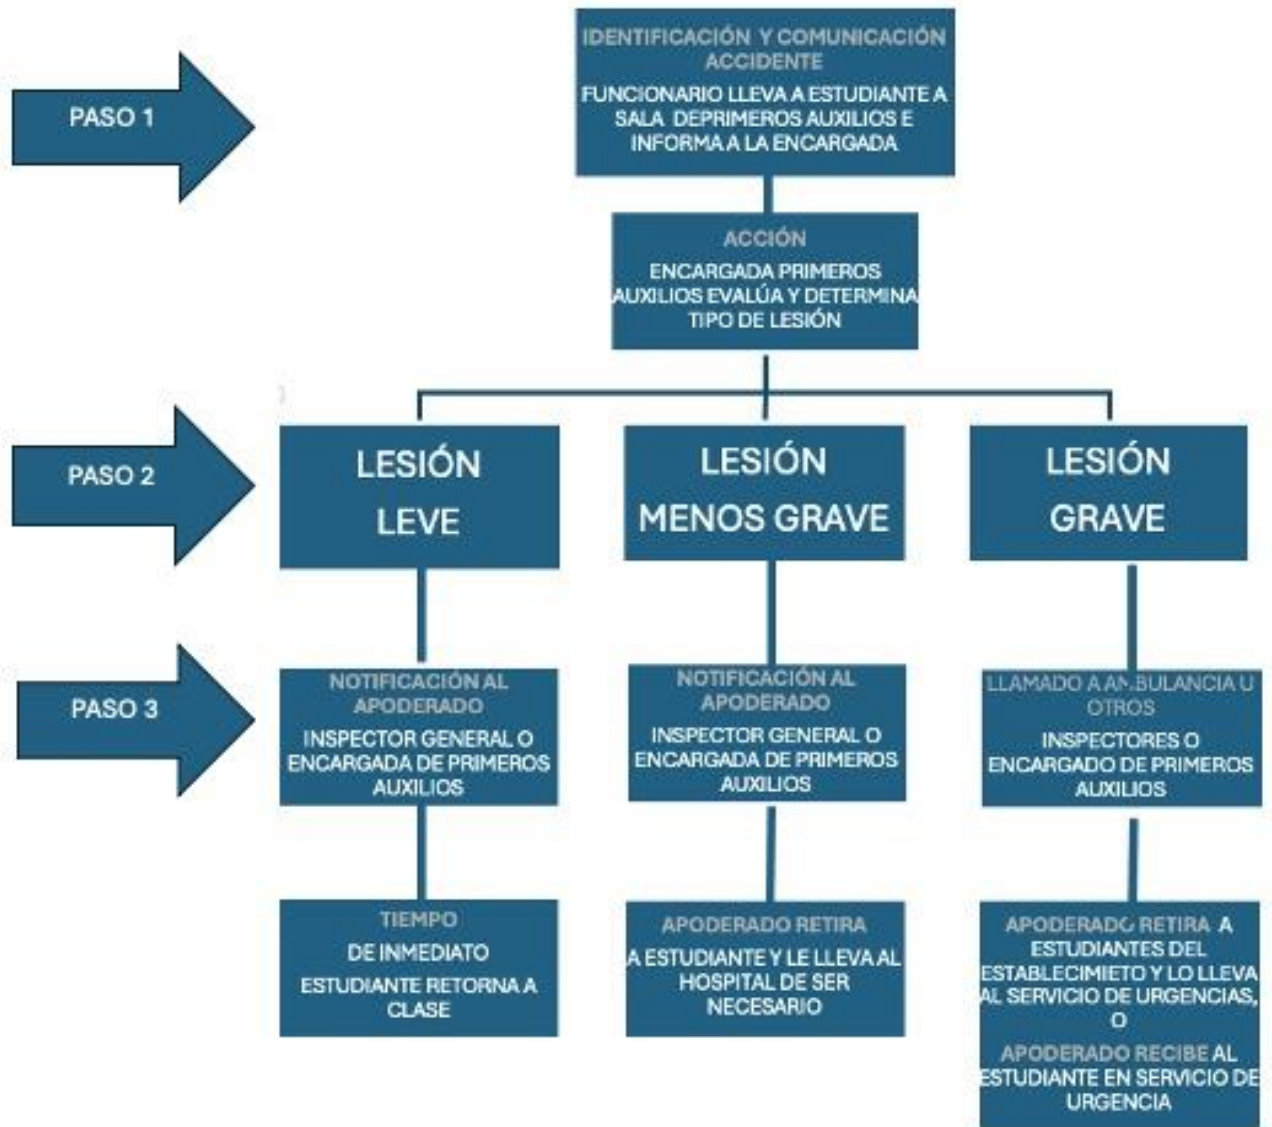 PASO 1
IDENTIFICACIÓN Y COMUNICACIÓN
ACCIDENTE
FUNCIONARIO LLEVA A ESTUDIANTE A
SALA DEPRIMEROS AUXILIOS E
INFORMA A LA ENCARGADA
ACCIÓN
ENCARGADA PRIMEROS
AUXILIOS EVALÚA Y DETERMINA
TIPO DE LESIÓN
PASO 2
LESIÓN
LEVE
LESIÓN
MENOS GRAVE
LESIÓN
GRAVE
PASO 3
NOTIFICACIÓN AL
APODERADO
INSPECTOR GENERAL O
ENCARGADA DE PRIMEROS
AUXILIOS
NOTIFICACIÓN AL
APODERADO
INSPECTOR GENERAL O
ENCARGADA DE PRIMEROS
AUXILIOS
LLAMADO A AMBULANCIA U
OTROS
INSPECTORES O
ENCARGADO DE PRIMEROS
AUXILIOS
TIEMPO
DE INMEDIATO
ESTUDIANTE RETORNA A
CLASE
APODERADO RETIRA
A ESTUDIANTE Y LE LLEVA AL
HOSPITAL DE SER
NECESARIO
APODERADO RETIRA A
ESTUDIANTES DEL
ESTABLECIMIETO Y LO LLEVA
AL SERVICIO DE URGENCIAS,
O
APODERADO RECIBE AL
ESTUDIANTE EN SERVICIO DE
URGENCIA